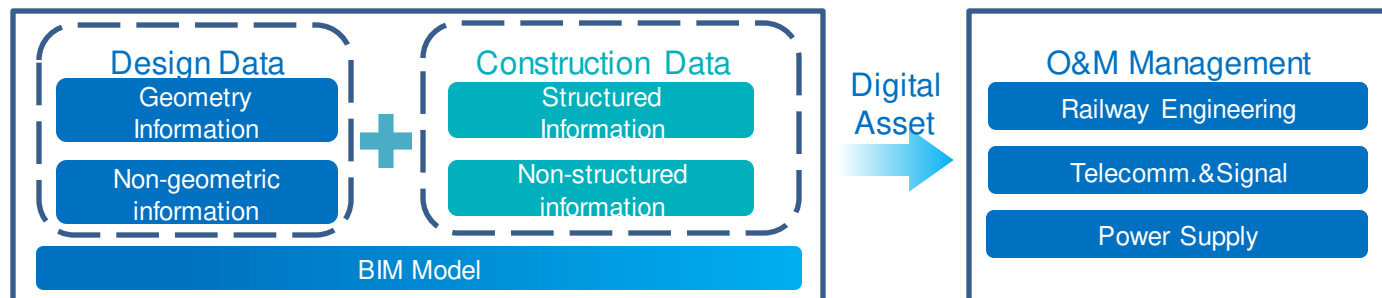 Design Data
Geometry
Information
Non-geometric
information
Construction Data
Structured
Information
Non-structured
information
BIM Model
Digital
Asset
O&M Management
Railway Engineering
Telecomm.&Signal
Power Supply